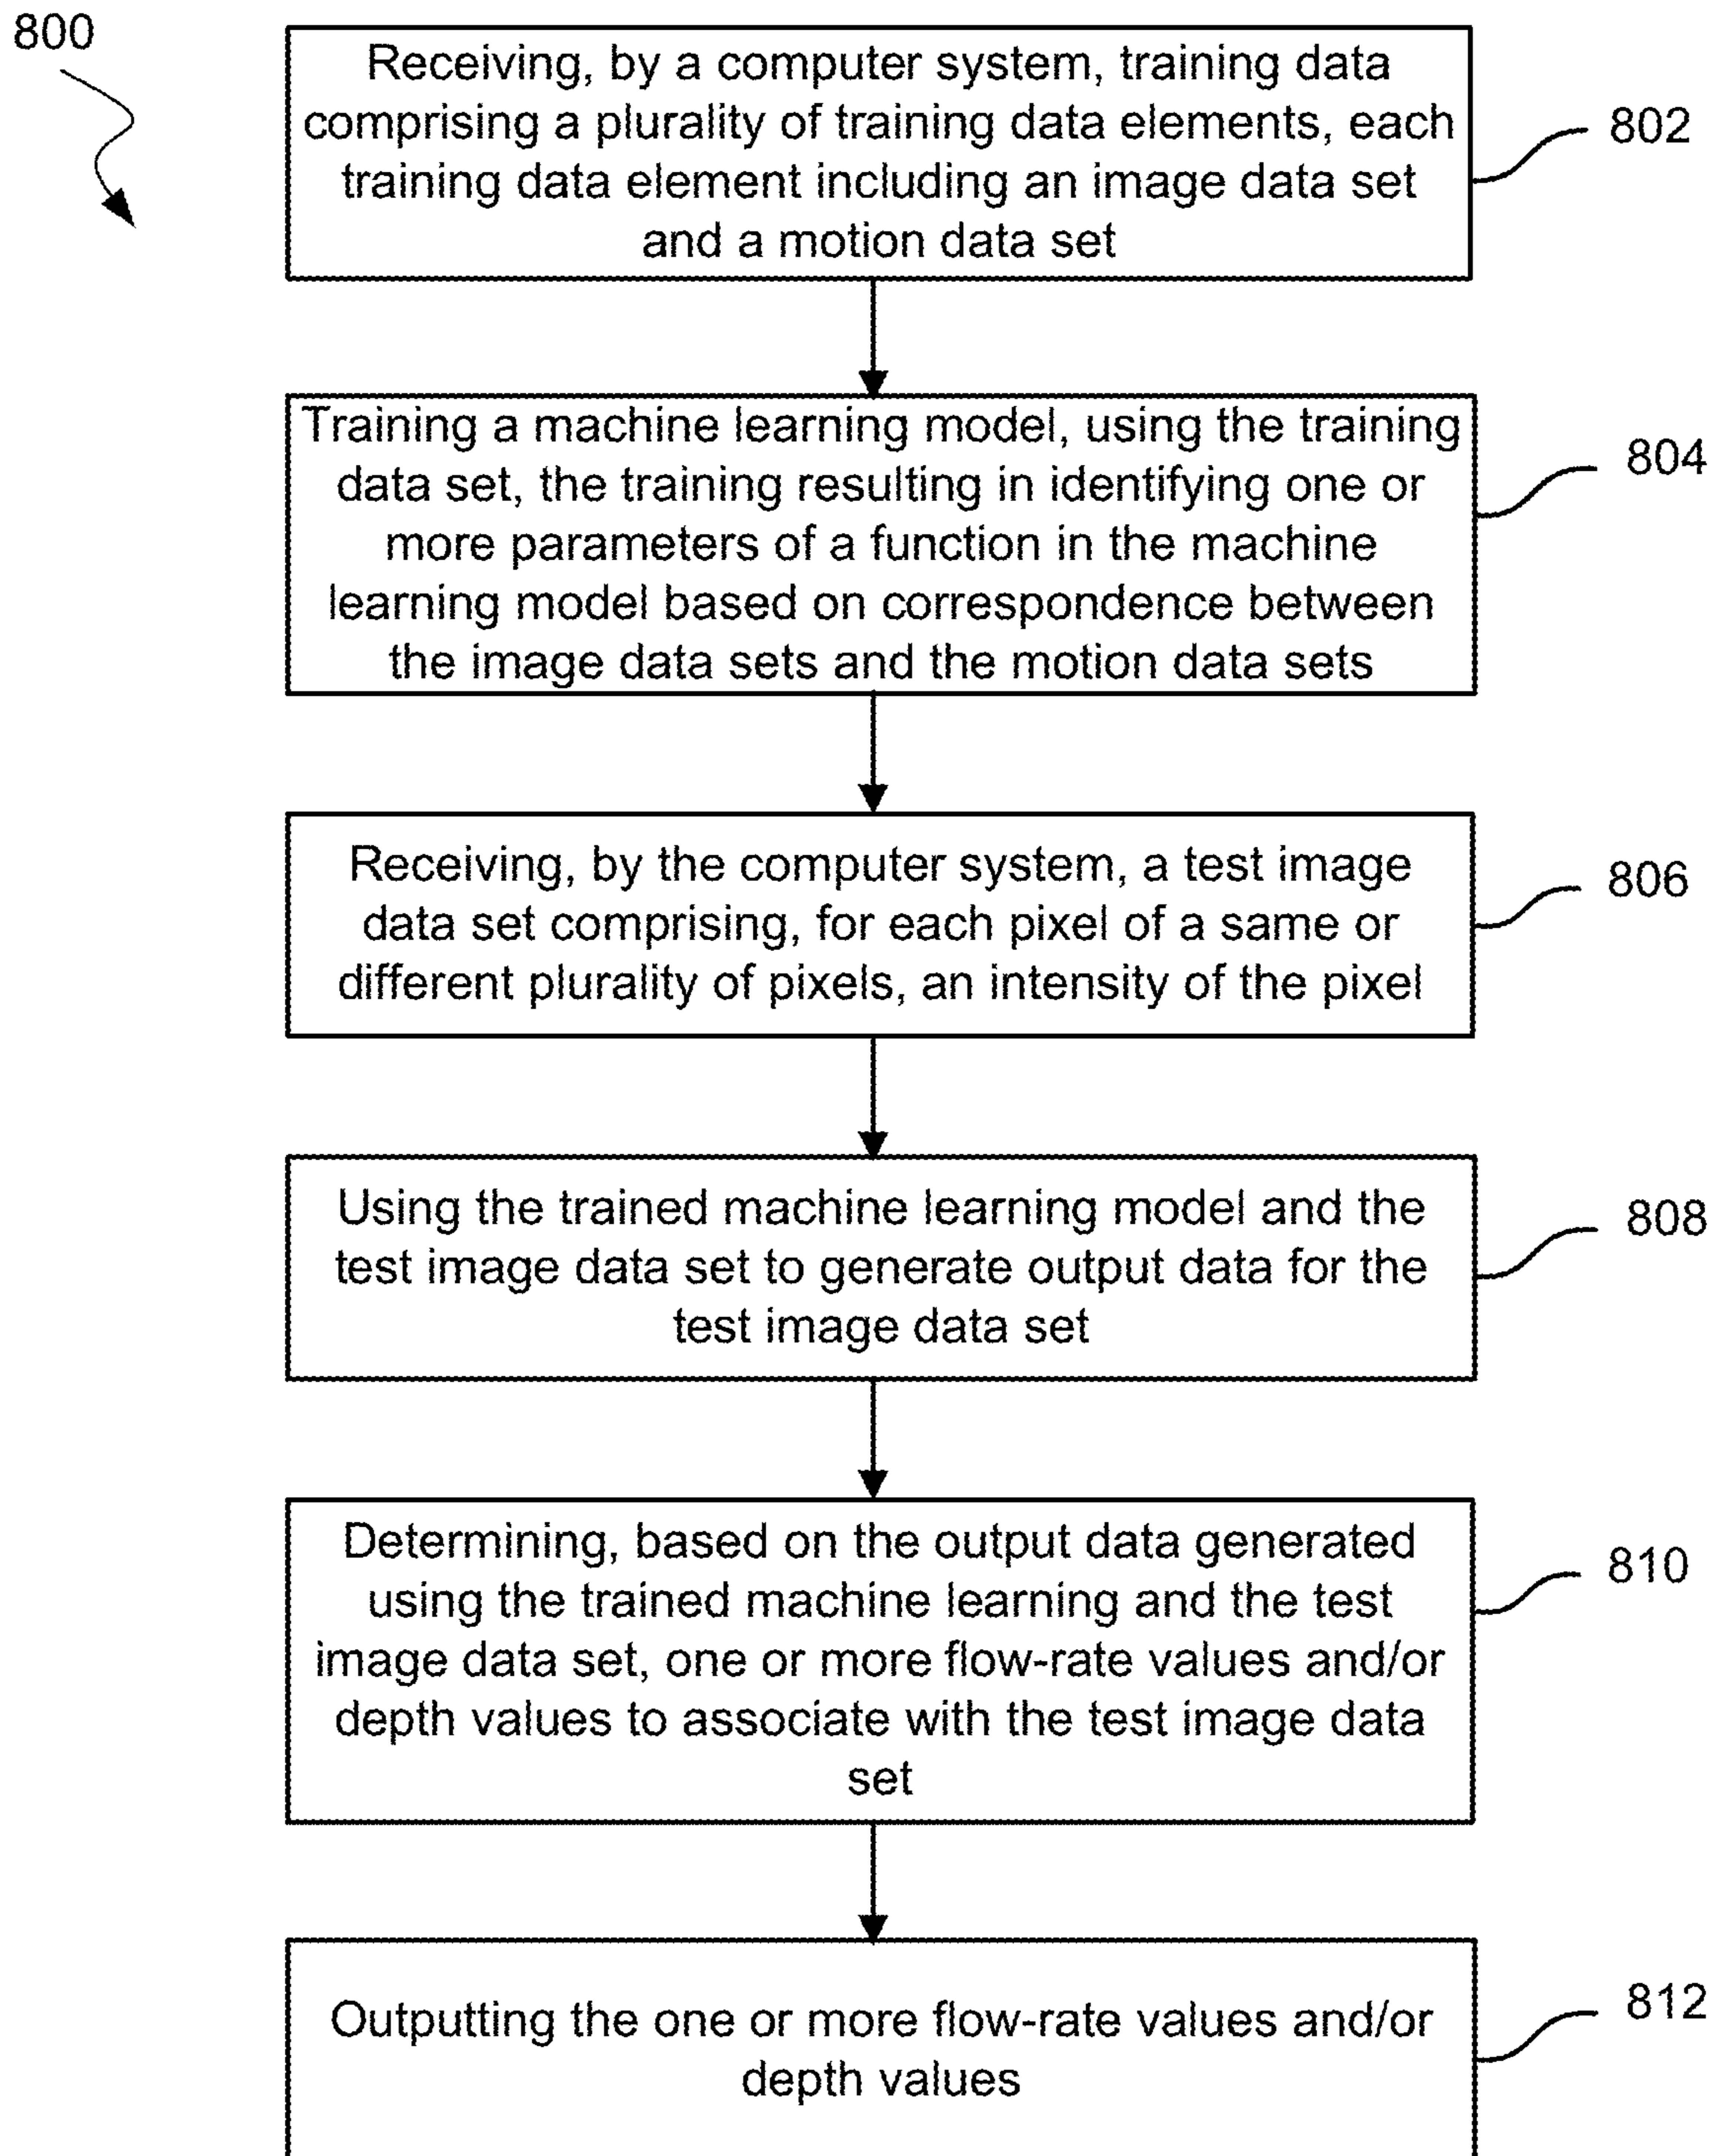 800
Receiving, by a computer system, training data
comprising a plurality of training data elements, each
training data element including an image data set
and a motion data set
802
Training a machine learning model, using the training
data set, the training resulting in identifying one or
more parameters of a function in the machine
learning model based on correspondence between
the image data sets and the motion data sets
804
Receiving, by the computer system, a test image
data set comprising, for each pixel of a same or
different plurality of pixels, an intensity of the pixel
806
Using the trained machine learning model and the
test image data set to generate output data for the
test image data set
808
Determining, based on the output data generated
using the trained machine learning and the test
image data set, one or more flow-rate values and/or
depth values to associate with the test image data
set
810
Outputting the one or more flow-rate values and/or
depth values
812